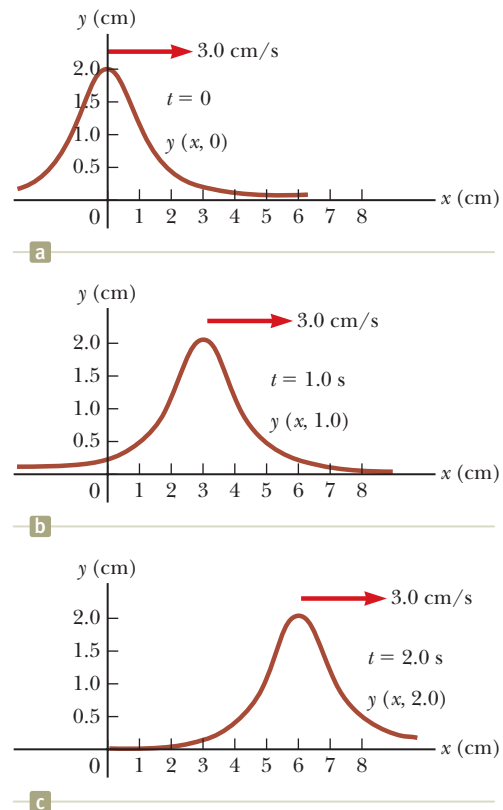 y (cm)
3.0 cm/s
2.0
1.5
t = 0
1.0
y (x, 0)
0.5
x (cm)
0 1 2 3 4 5 6 7 8
a
y (cm)
3.0 cm/s
2.0
1.5
t = 1.0 s
1.0
y (x, 1.0)
0.5
x (cm)
0 1 2 3 4 5 6 7 8
b
y (cm)
3.0 cm/s
2.0
1.5
t = 2.0 s
1.0
y (x, 2.0)
0.5
x (cm)
0 1 2 3 4 5 6 7 8
c